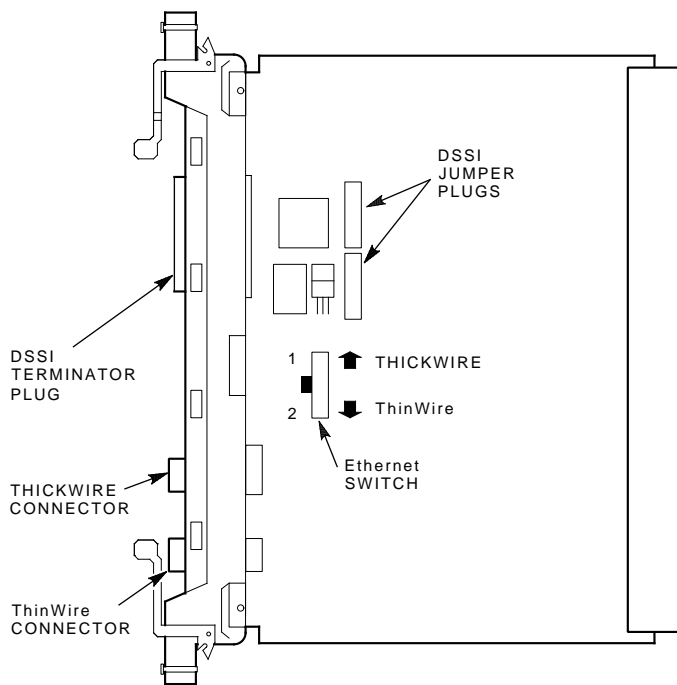 DSSI
JUMPER
PLUGS
DSSI
TERMINATOR
PLUG
1
THICKWIRE
2
ThinWire
Ethernet
SWITCH
THICKWIRE
CONNECTOR
ThinWire
CONNECTOR